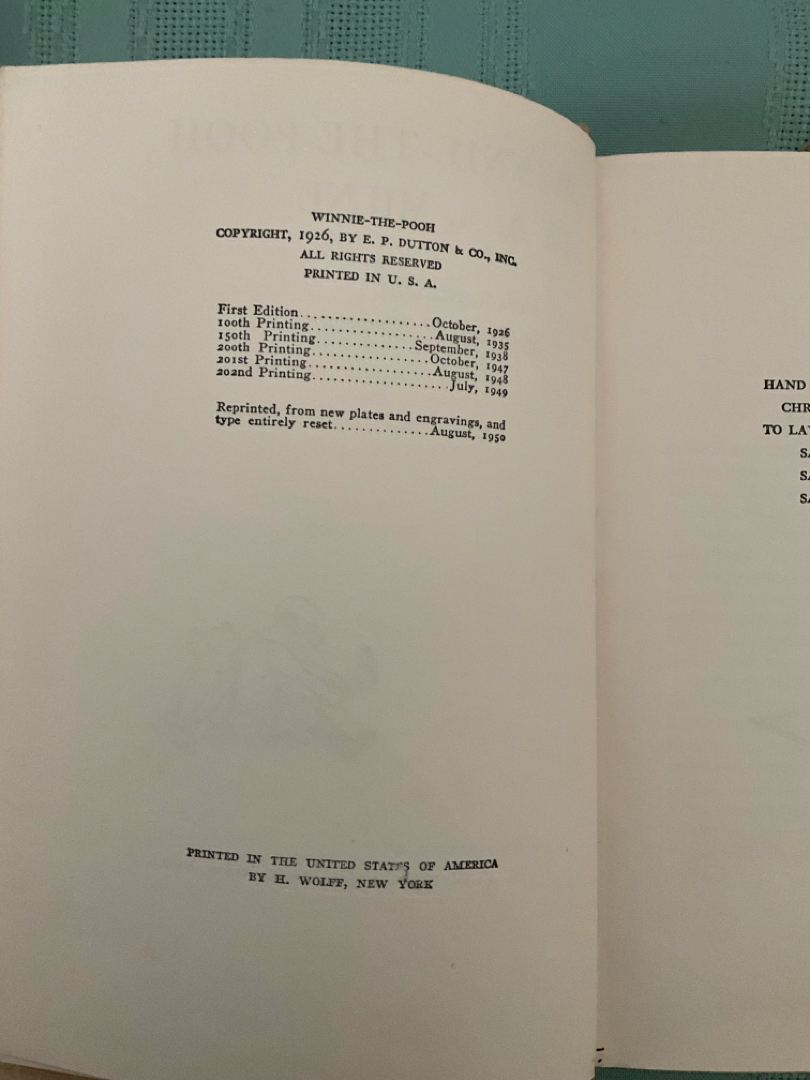 WINNIE-THE-POOH
COPYRIGHT, 1926, BY E. P. DUTTON & CO., INC.
ALL RIGHTS RESERVED
PRINTED IN U. S. A.
First Edition...................October, 1926
100th Printing..................August, 1935
150th Printing..............September, 1938
200th Printing.................October, 1947
201st Printing..................August, 1948
202nd Printing....................July, 1949
Reprinted, from new plates and engravings, and
type entirely reset..............August, 1950
PRINTED IN THE UNITED STATES OF AMERICA
BY H. WOLFF, NEW YORK
HAND
CHR
TO LA
SA
SA
SA